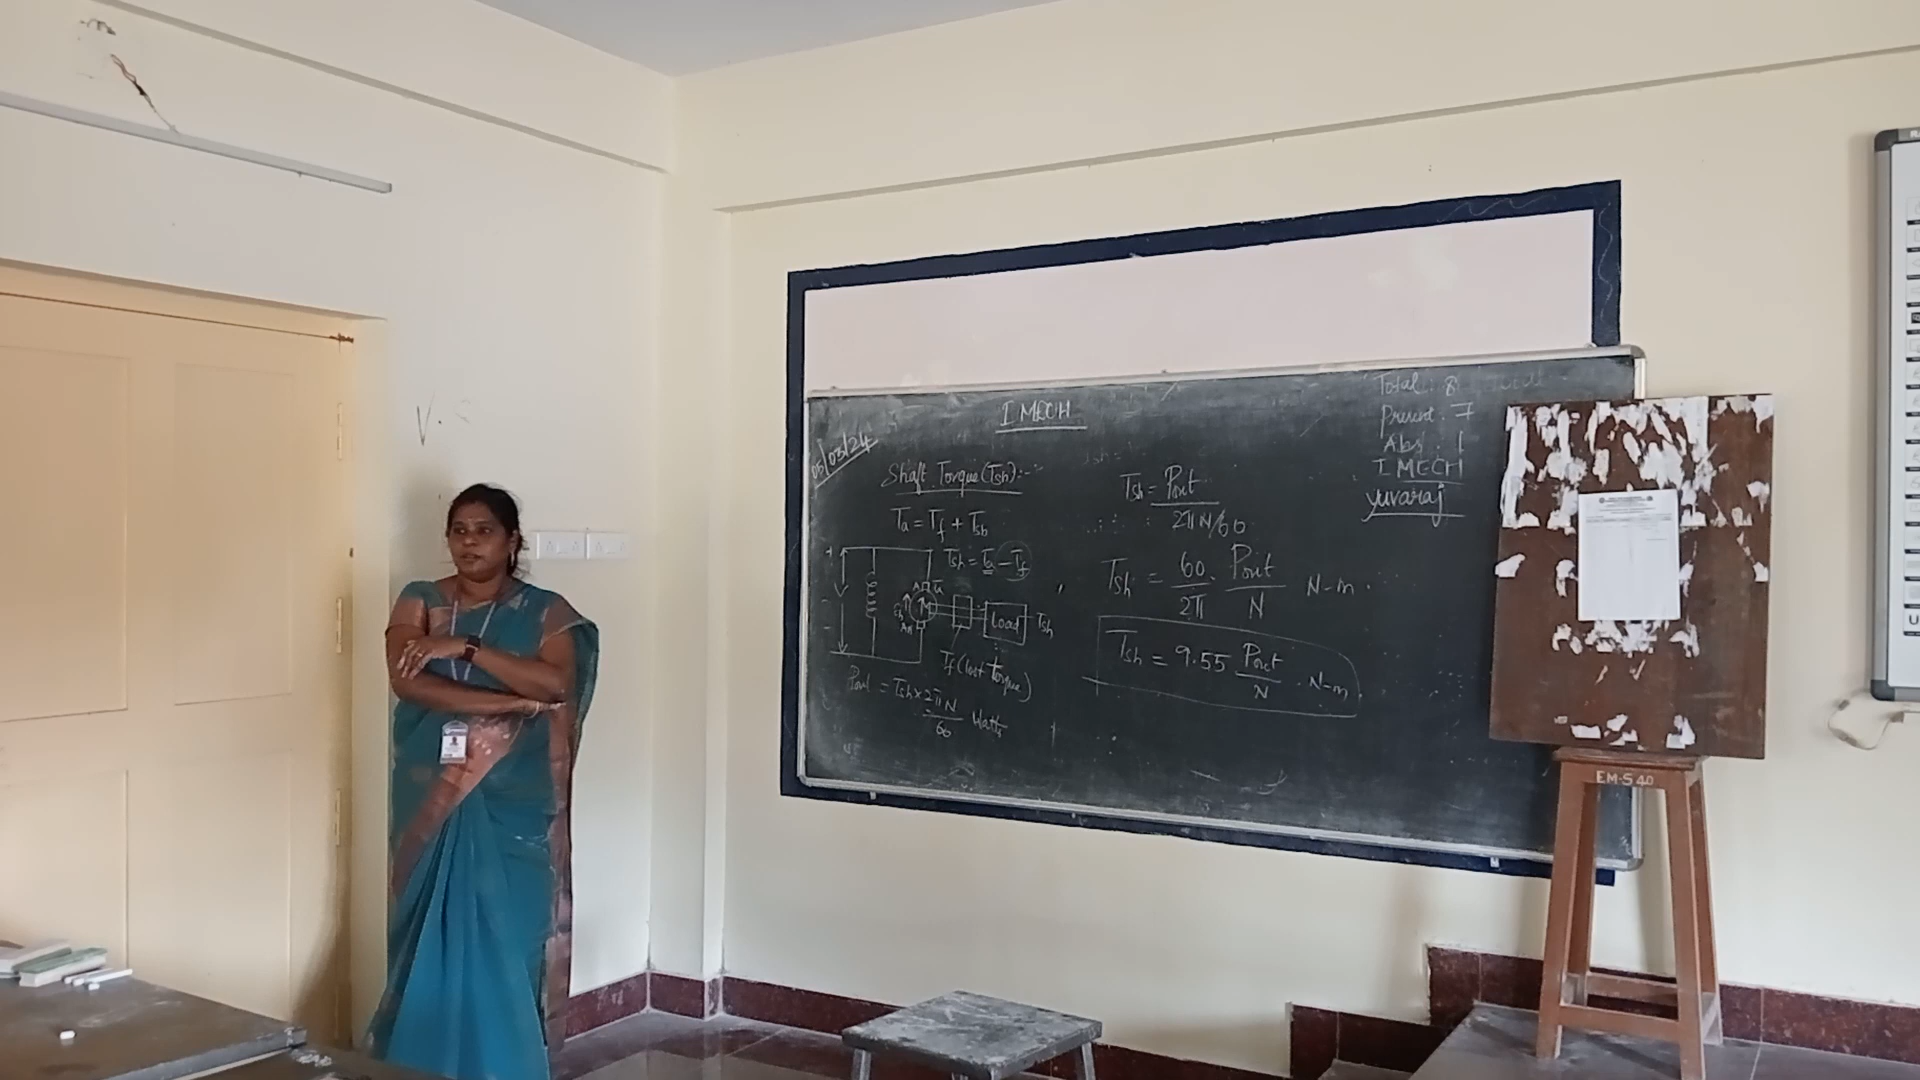 I MECH
05/03/24
Shaft Torque (Tsh):-
Ta = Tf + Tsh
Tsh = Ta - Tf
Load
Tsh
Tf (lost Torque)
Pout = Tsh × 2πN/60 Watts
Tsh = Pout / 2πN/60
Tsh = 60/2π . Pout/N N-m.
Tsh = 9.55 Pout/N . N-m.
Total : 8
Present : 7
Abs : 1
I MECH
Yuvaraj
EM-S 40